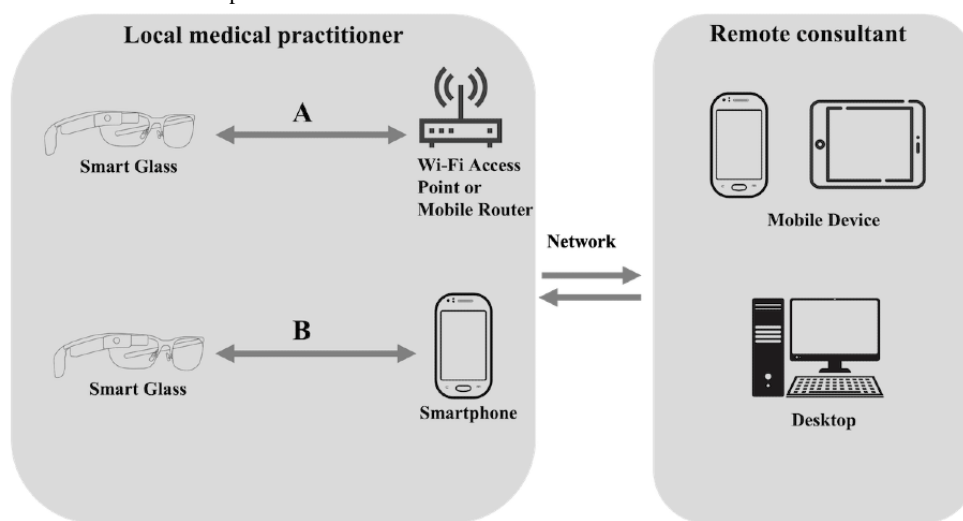 Local medical practitioner
A
Smart Glass
Wi-Fi Access
Point or
Mobile Router
B
Smart Glass
Smartphone
Network
Remote consultant
Mobile Device
Desktop